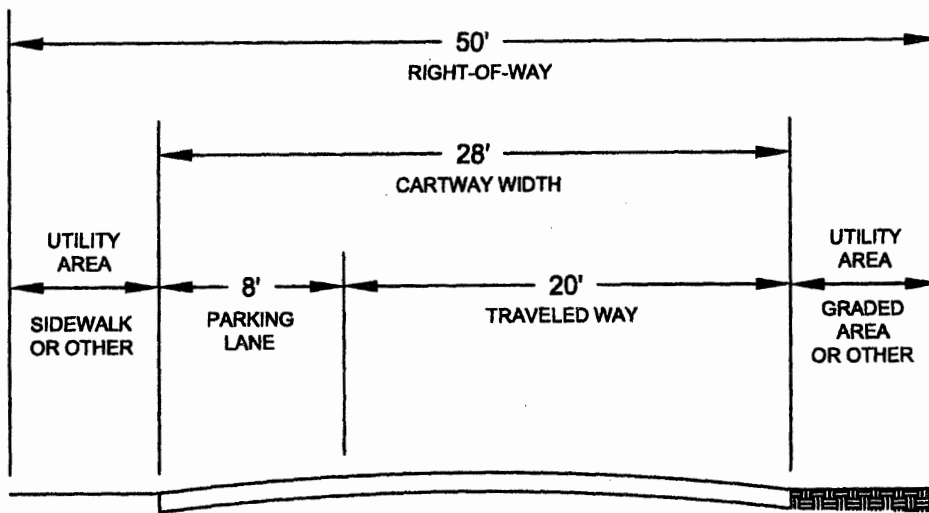 50'
RIGHT-OF-WAY
28'
CARTWAY WIDTH
UTILITY
AREA
SIDEWALK
OR OTHER
8'
PARKING
LANE
20'
TRAVELED WAY
UTILITY
AREA
GRADED
AREA
OR OTHER